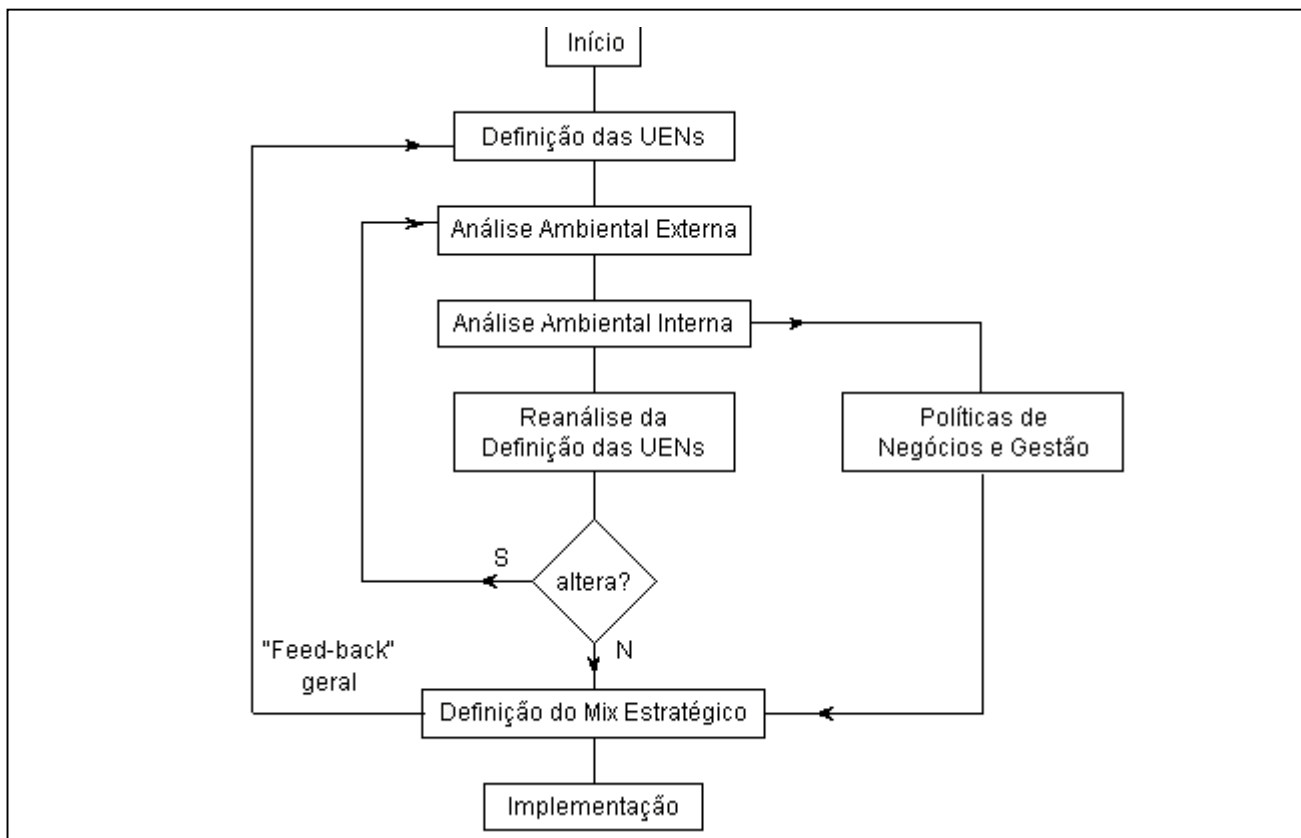 Início
Definição das UENs
Análise Ambiental Externa
Análise Ambiental Interna
Reanálise da
Definição das UENs
Políticas de
Negócios e Gestão
S
altera?
N
"Feed-back"
geral
Definição do Mix Estratégico
Implementação